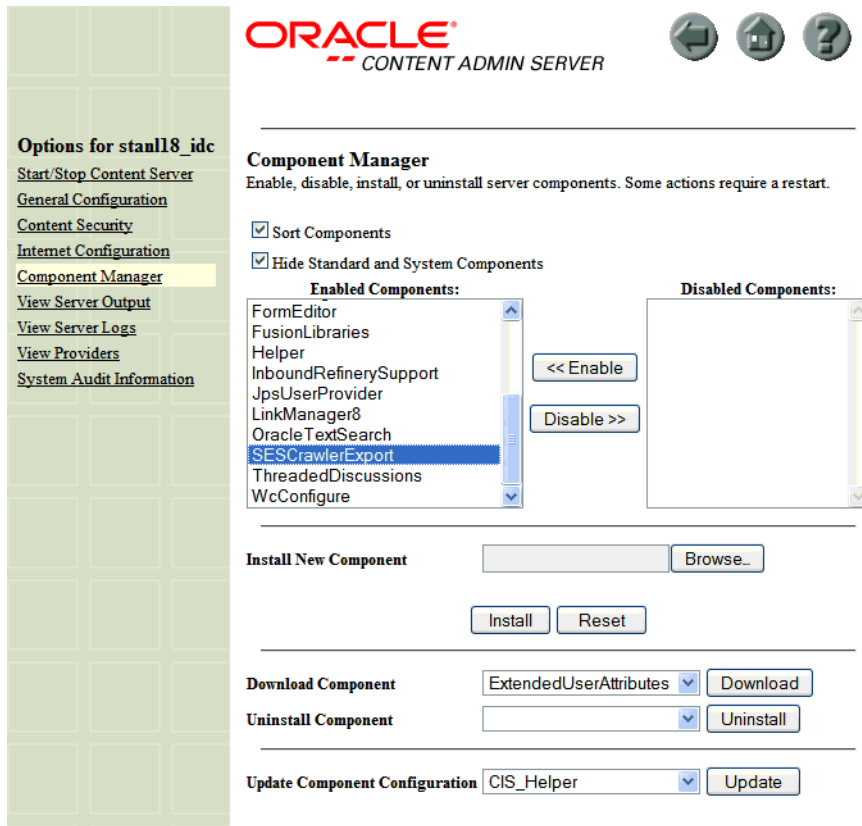 ORACLE®
CONTENT ADMIN SERVER
?
Options for stanl18_idc
Start/Stop Content Server
General Configuration
Content Security
Internet Configuration
Component Manager
View Server Output
View Server Logs
View Providers
System Audit Information
Component Manager
Enable, disable, install, or uninstall server components. Some actions require a restart.
Sort Components
Hide Standard and System Components
Enabled Components:
FormEditor
FusionLibraries
Helper
InboundRefinerySupport
JpsUserProvider
LinkManager8
OracleTextSearch
SESCrawlerExport
ThreadedDiscussions
WcConfigure
<< Enable
Disable >>
Disabled Components:
Install New Component Browse...
Install Reset
Download Component ExtendedUserAttributes Download
Uninstall Component Uninstall
Update Component Configuration CIS_Helper Update